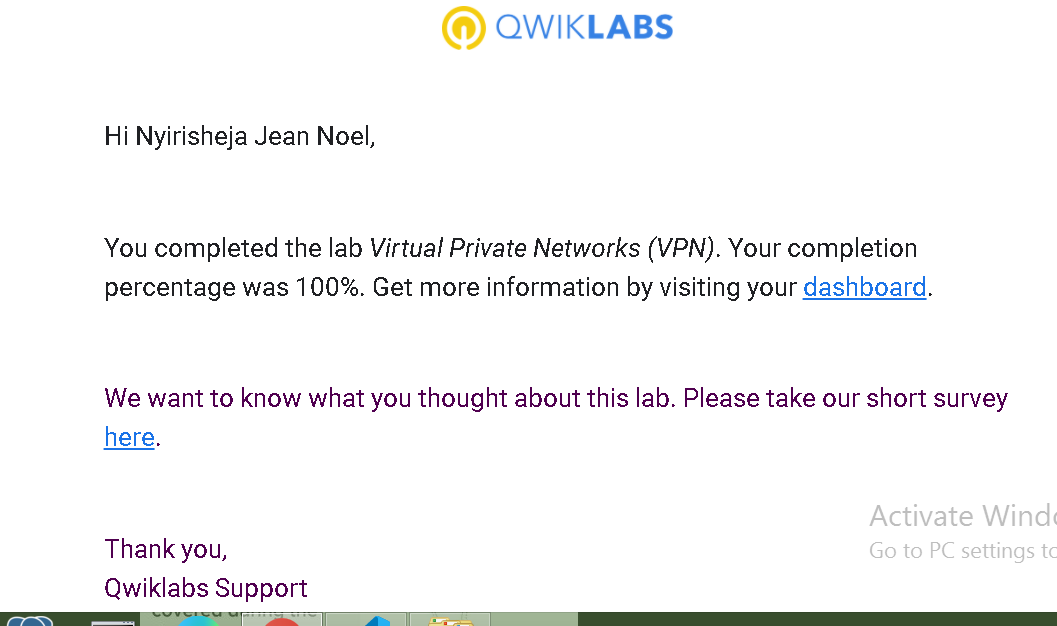 QWIKLABS
Hi Nyirisheja Jean Noel,
You completed the lab Virtual Private Networks (VPN). Your completion
percentage was 100%. Get more information by visiting your dashboard.
We want to know what you thought about this lab. Please take our short survey
here.
Activate Windo
Go to PC settings to
Thank you,
Qwiklabs Support
covered during the